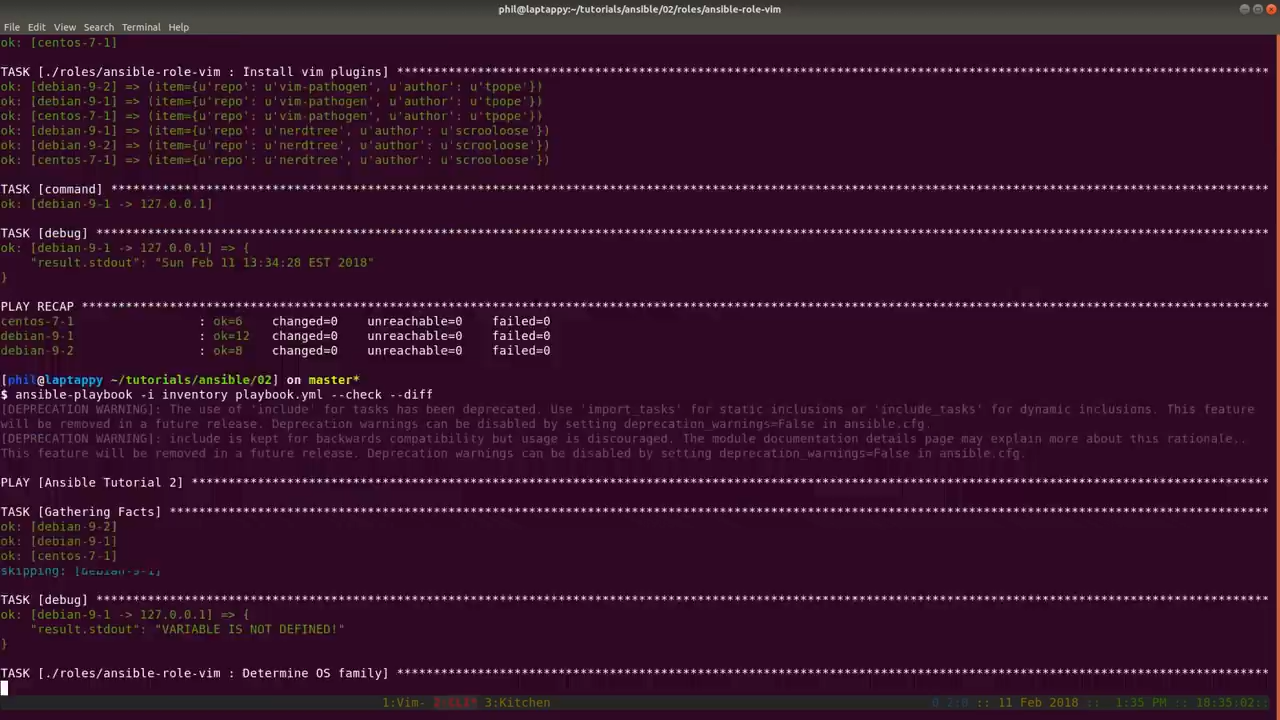 phil@laptappy:~/tutorials/ansible/02/roles/ansible-role-vim
File Edit View Search Terminal Help
ok: [centos-7-1]
TASK [./roles/ansible-role-vim : Install vim plugins] ***********************************************************************************************************************
ok: [debian-9-2] => (item={u'repo': u'vim-pathogen', u'author': u'tpope'})
ok: [debian-9-1] => (item={u'repo': u'vim-pathogen', u'author': u'tpope'})
ok: [centos-7-1] => (item={u'repo': u'vim-pathogen', u'author': u'tpope'})
ok: [debian-9-1] => (item={u'repo': u'nerdtree', u'author': u'scrooloose'})
ok: [debian-9-2] => (item={u'repo': u'nerdtree', u'author': u'scrooloose'})
ok: [centos-7-1] => (item={u'repo': u'nerdtree', u'author': u'scrooloose'})
TASK [command] **************************************************************************************************************************************************************
ok: [debian-9-1 -> 127.0.0.1]
TASK [debug] ****************************************************************************************************************************************************************
ok: [debian-9-1 -> 127.0.0.1] => {
"result.stdout": "Sun Feb 11 13:34:28 EST 2018"
}
PLAY RECAP ******************************************************************************************************************************************************************
centos-7-1 : ok=6 changed=0 unreachable=0 failed=0
debian-9-1 : ok=12 changed=0 unreachable=0 failed=0
debian-9-2 : ok=8 changed=0 unreachable=0 failed=0
[phil@laptappy ~/tutorials/ansible/02] on master*
$ ansible-playbook -i inventory playbook.yml --check --diff
[DEPRECATION WARNING]: The use of 'include' for tasks has been deprecated. Use 'import_tasks' for static inclusions or 'include_tasks' for dynamic inclusions. This feature
will be removed in a future release. Deprecation warnings can be disabled by setting deprecation_warnings=False in ansible.cfg.
[DEPRECATION WARNING]: include is kept for backwards compatibility but usage is discouraged. The module documentation details page may explain more about this rationale..
This feature will be removed in a future release. Deprecation warnings can be disabled by setting deprecation_warnings=False in ansible.cfg.
PLAY [Ansible Tutorial 2] ***************************************************************************************************************************************************
TASK [Gathering Facts] ******************************************************************************************************************************************************
ok: [debian-9-2]
ok: [debian-9-1]
ok: [centos-7-1]
skipping: [debian-9-1]
TASK [debug] ****************************************************************************************************************************************************************
ok: [debian-9-1 -> 127.0.0.1] => {
"result.stdout": "VARIABLE IS NOT DEFINED!"
}
TASK [./roles/ansible-role-vim : Determine OS family] ***********************************************************************************************************************
1:Vim- 2:CLI* 3:Kitchen 0 2:0 :: 11 Feb 2018 :: 1:35 PM :: 18:35:02::